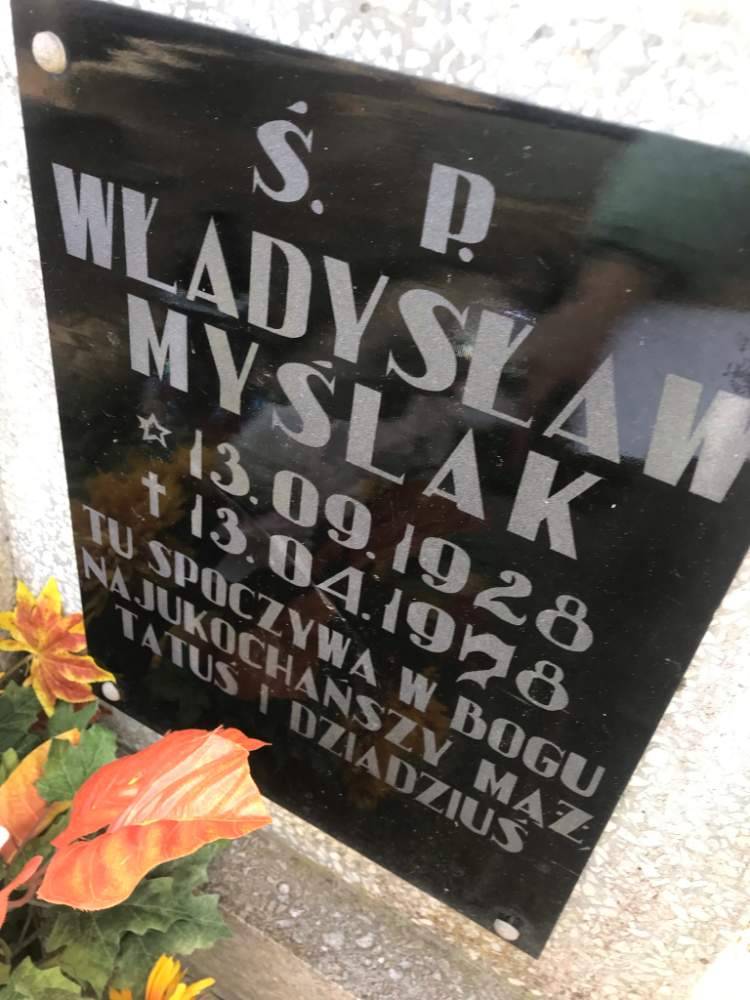 Ś. P.
WŁADYSŁAW
MYŚLAK
☆ 13.09.1928
† 13.04.1978
TU SPOCZYWA W BOGU
NAJUKOCHAŃSZY MĄŻ,
TATUŚ I DZIADZIUŚ